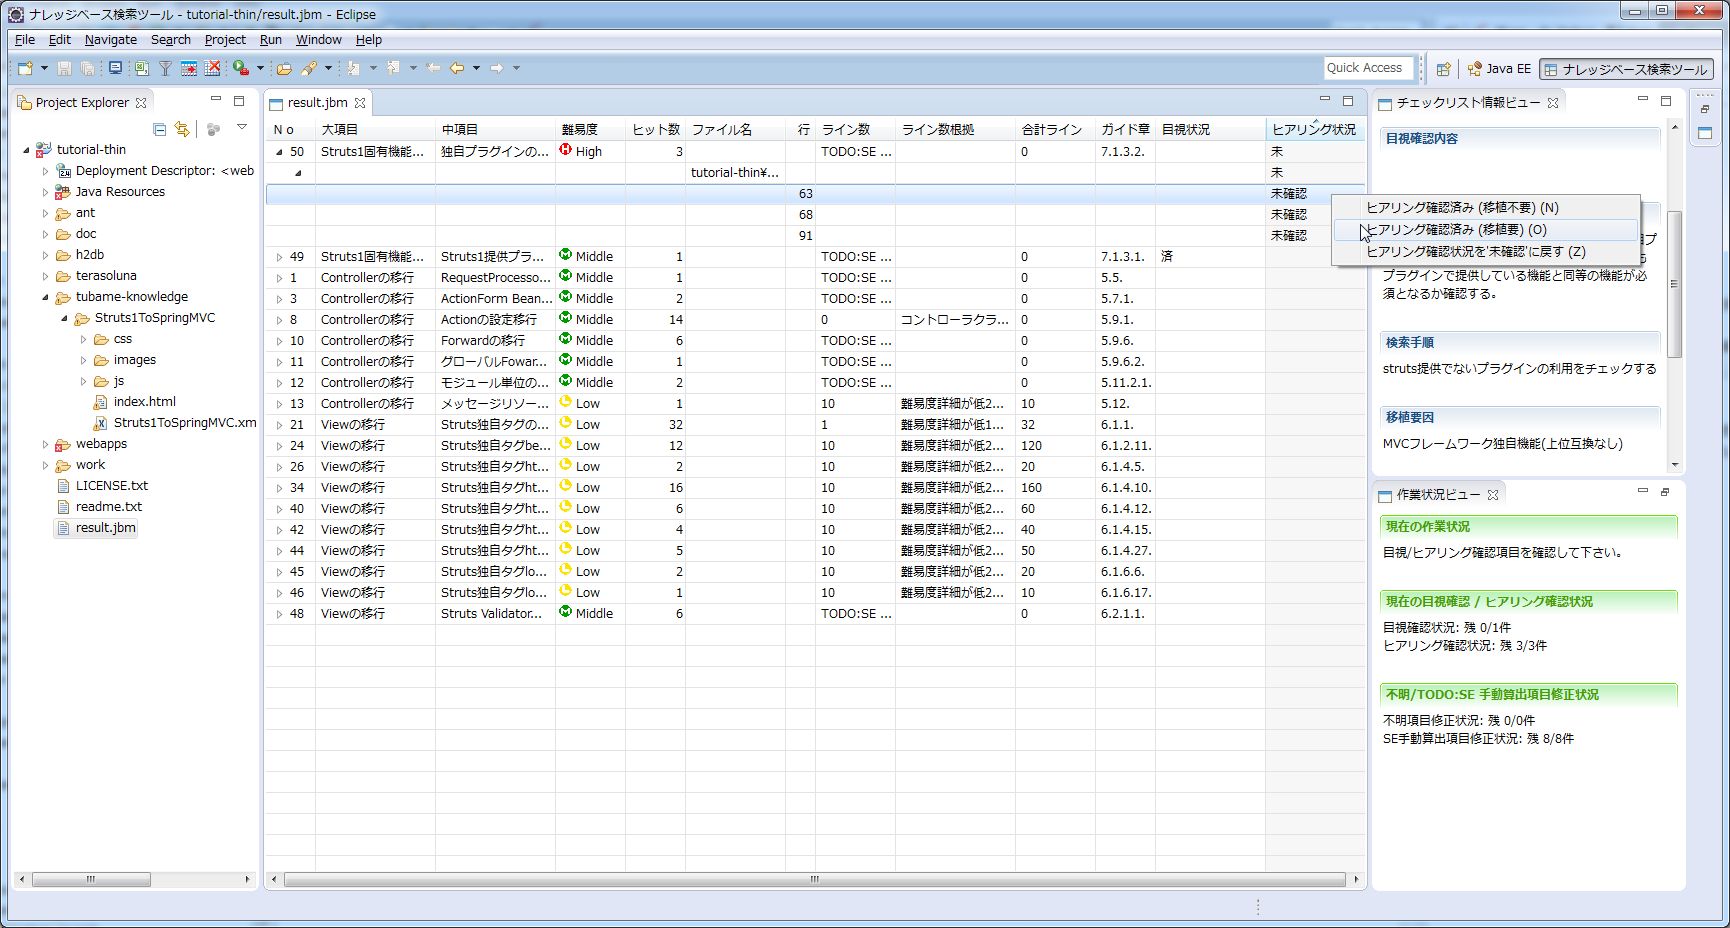 ナレッジベース検索ツール - tutorial-thin/result.jbm - Eclipse
File Edit Navigate Search Project Run Window Help
Quick Access Java EE ナレッジベース検索ツール
Project Explorer
tutorial-thin
Deployment Descriptor: <web
Java Resources
ant
doc
h2db
terasoluna
tubame-knowledge
Struts1ToSpringMVC
css
images
js
index.html
Struts1ToSpringMVC.xm
webapps
work
LICENSE.txt
readme.txt
result.jbm
result.jbm
No 大項目 中項目 難易度 ヒット数 ファイル名 行 ライン数 ライン数根拠 合計ライン ガイド章 目視状況 ヒアリング状況
50 Struts1固有機能... 独自プラグインの... High 3 TODO:SE ... 0 7.1.3.2. 未
tutorial-thin¥... 未
63 未確認
68 未確認
91 未確認
49 Struts1固有機能... Struts1提供プラ... Middle 1 TODO:SE ... 0 7.1.3.1. 済
1 Controllerの移行 RequestProcesso... Middle 1 TODO:SE ... 0 5.5.
3 Controllerの移行 ActionForm Bean... Middle 2 TODO:SE ... 0 5.7.1.
8 Controllerの移行 Actionの設定移行 Middle 14 0 コントローラクラ... 0 5.9.1.
10 Controllerの移行 Forwardの移行 Middle 6 TODO:SE ... 0 5.9.6.
11 Controllerの移行 グローバルFowar... Middle 1 TODO:SE ... 0 5.9.6.2.
12 Controllerの移行 モジュール単位の... Middle 2 TODO:SE ... 0 5.11.2.1.
13 Controllerの移行 メッセージリソー... Low 1 10 難易度詳細が低2... 10 5.12.
21 Viewの移行 Struts独自タグの... Low 32 1 難易度詳細が低1... 32 6.1.1.
24 Viewの移行 Struts独自タグbe... Low 12 10 難易度詳細が低2... 120 6.1.2.11.
26 Viewの移行 Struts独自タグht... Low 2 10 難易度詳細が低2... 20 6.1.4.5.
34 Viewの移行 Struts独自タグht... Low 16 10 難易度詳細が低2... 160 6.1.4.10.
40 Viewの移行 Struts独自タグht... Low 6 10 難易度詳細が低2... 60 6.1.4.12.
42 Viewの移行 Struts独自タグht... Low 4 10 難易度詳細が低2... 40 6.1.4.15.
44 Viewの移行 Struts独自タグht... Low 5 10 難易度詳細が低2... 50 6.1.4.27.
45 Viewの移行 Struts独自タグlo... Low 2 10 難易度詳細が低2... 20 6.1.6.6.
46 Viewの移行 Struts独自タグlo... Low 1 10 難易度詳細が低2... 10 6.1.6.17.
48 Viewの移行 Struts Validator... Middle 6 TODO:SE ... 0 6.2.1.1.
ヒアリング確認済み (移植不要) (N)
ヒアリング確認済み (移植要) (O)
ヒアリング確認状況を'未確認'に戻す (Z)
チェックリスト情報ビュー
目視確認内容
プラグインで提供している機能と同等の機能が必
須となるか確認する。
検索手順
struts提供でないプラグインの利用をチェックする
移植要因
MVCフレームワーク独自機能(上位互換なし)
作業状況ビュー
現在の作業状況
目視/ヒアリング確認項目を確認して下さい。
現在の目視確認 / ヒアリング確認状況
目視確認状況: 残 0/1件
ヒアリング確認状況: 残 3/3件
不明/TODO:SE 手動算出項目修正状況
不明項目修正状況: 残 0/0件
SE手動算出項目修正状況: 残 8/8件